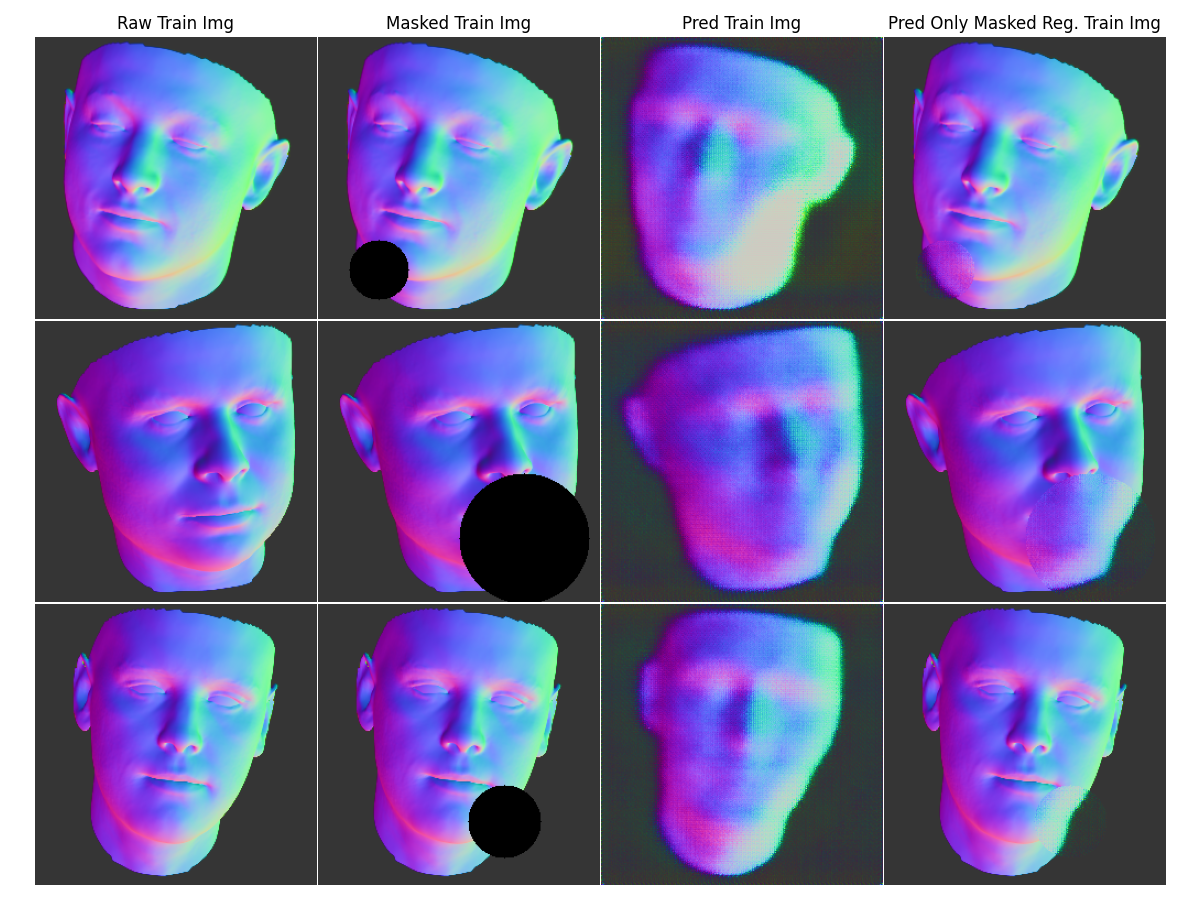 Raw Train Img
Masked Train Img
Pred Train Img
Pred Only Masked Reg. Train Img